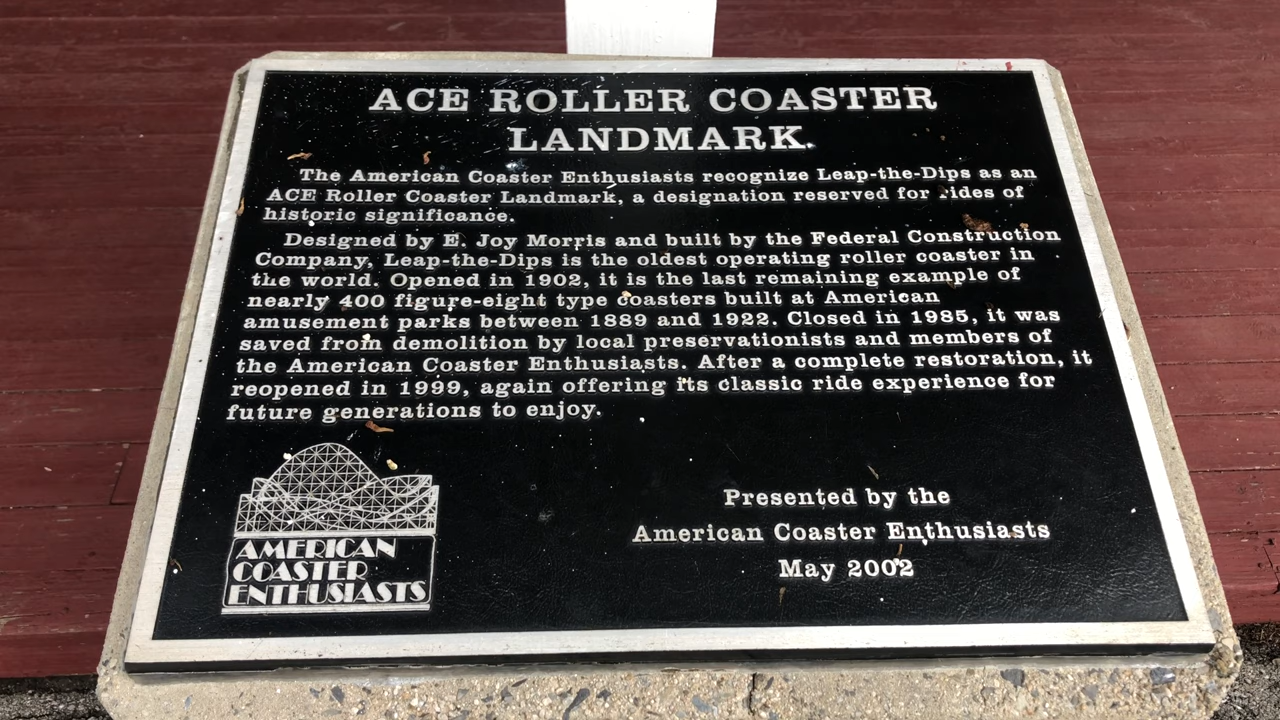 ACE ROLLER COASTER
LANDMARK
The American Coaster Enthusiasts recognize Leap-the-Dips as an
ACE Roller Coaster Landmark, a designation reserved for rides of
historic significance.
Designed by E. Joy Morris and built by the Federal Construction
Company, Leap-the-Dips is the oldest operating roller coaster in
the world. Opened in 1902, it is the last remaining example of
nearly 400 figure-eight type coasters built at American
amusement parks between 1889 and 1922. Closed in 1985, it was
saved from demolition by local preservationists and members of
the American Coaster Enthusiasts. After a complete restoration, it
reopened in 1999, again offering its classic ride experience for
future generations to enjoy.
AMERICAN
COASTER
ENTHUSIASTS
Presented by the
American Coaster Enthusiasts
May 2002